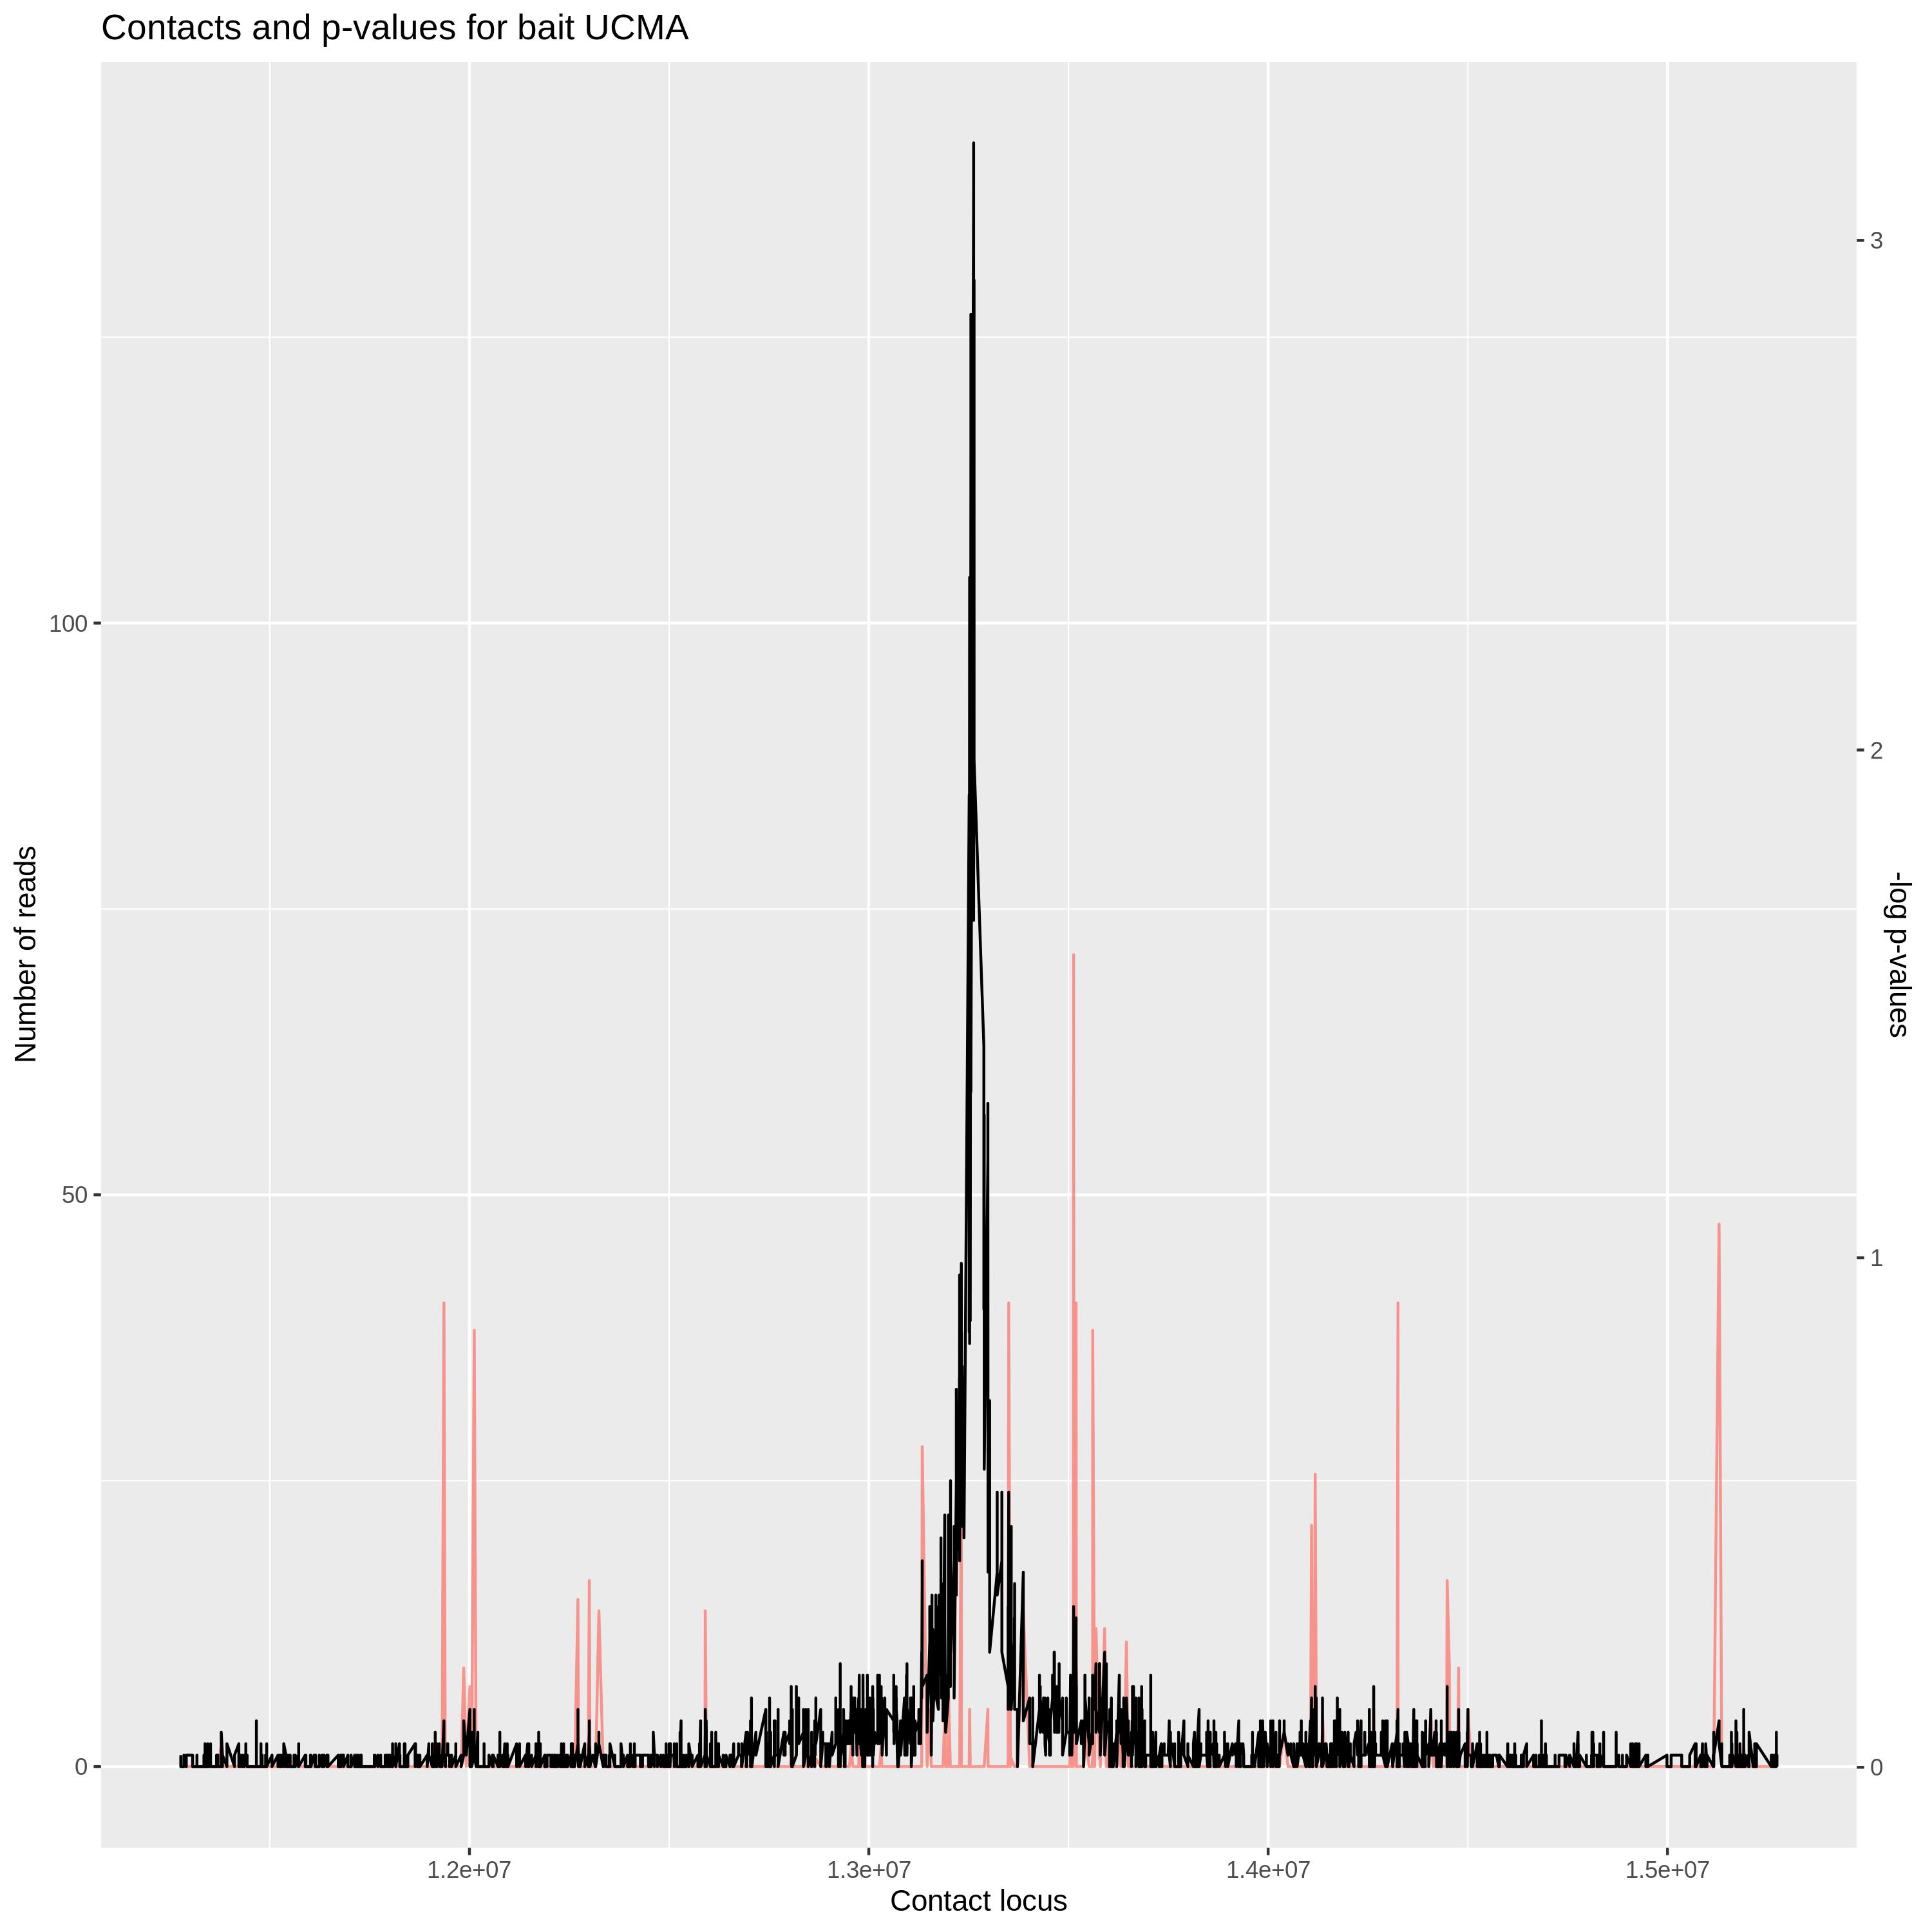 Contacts and p-values for bait UCMA
Number of reads
100
50
0
3
2
1
0
-log p-values
1.2e+07
1.3e+07
1.4e+07
1.5e+07
Contact locus